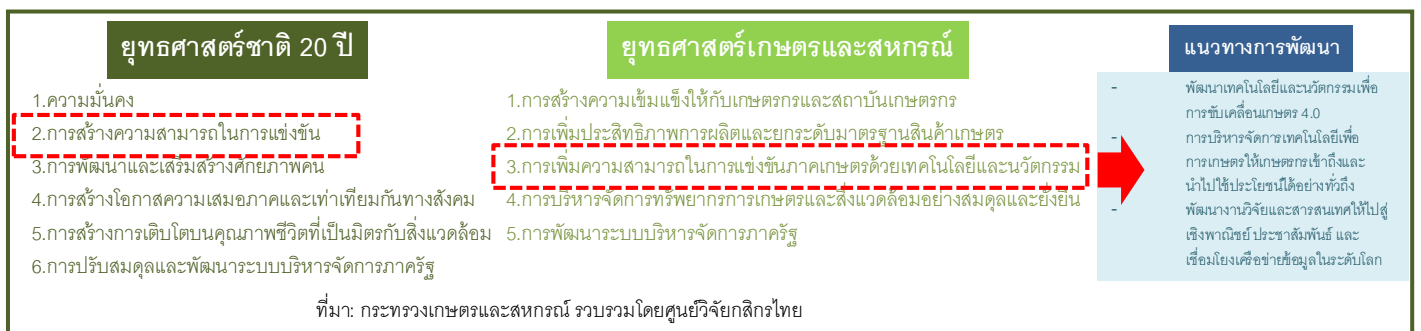 ยุทธศาสตร์ชาติ 20 ปี
1.ความมั่นคง
2.การสร้างความสามารถในการแข่งขัน
3.การพัฒนาและเสริมสร้างศักยภาพคน
4.การสร้างโอกาสความเสมอภาคและเท่าเทียมกันทางสังคม
5.การสร้างการเติบโตบนคุณภาพชีวิตที่เป็นมิตรกับสิ่งแวดล้อม
6.การปรับสมดุลและพัฒนาระบบบริหารจัดการภาครัฐ
ยุทธศาสตร์เกษตรและสหกรณ์
1.การสร้างความเข้มแข็งให้กับเกษตรกรและสถาบันเกษตรกร
2.การเพิ่มประสิทธิภาพการผลิตและยกระดับมาตรฐานสินค้าเกษตร
3.การเพิ่มความสามารถในการแข่งขันภาคเกษตรด้วยเทคโนโลยีและนวัตกรรม
4.การบริหารจัดการทรัพยากรการเกษตรและสิ่งแวดล้อมอย่างสมดุลและยั่งยืน
5.การพัฒนาระบบบริหารจัดการภาครัฐ
แนวทางการพัฒนา
- พัฒนาเทคโนโลยีและนวัตกรรมเพื่อ
การขับเคลื่อนเกษตร 4.0
- การบริหารจัดการเทคโนโลยีเพื่อ
การเกษตรให้เกษตรกรเข้าถึงและ
นำไปใช้ประโยชน์ได้อย่างทั่วถึง
- พัฒนางานวิจัยและสารสนเทศให้ไปสู่
เชิงพาณิชย์ ประชาสัมพันธ์ และ
เชื่อมโยงเครือข่ายข้อมูลในระดับโลก
ที่มา: กระทรวงเกษตรและสหกรณ์ รวบรวมโดยศูนย์วิจัยกสิกรไทย